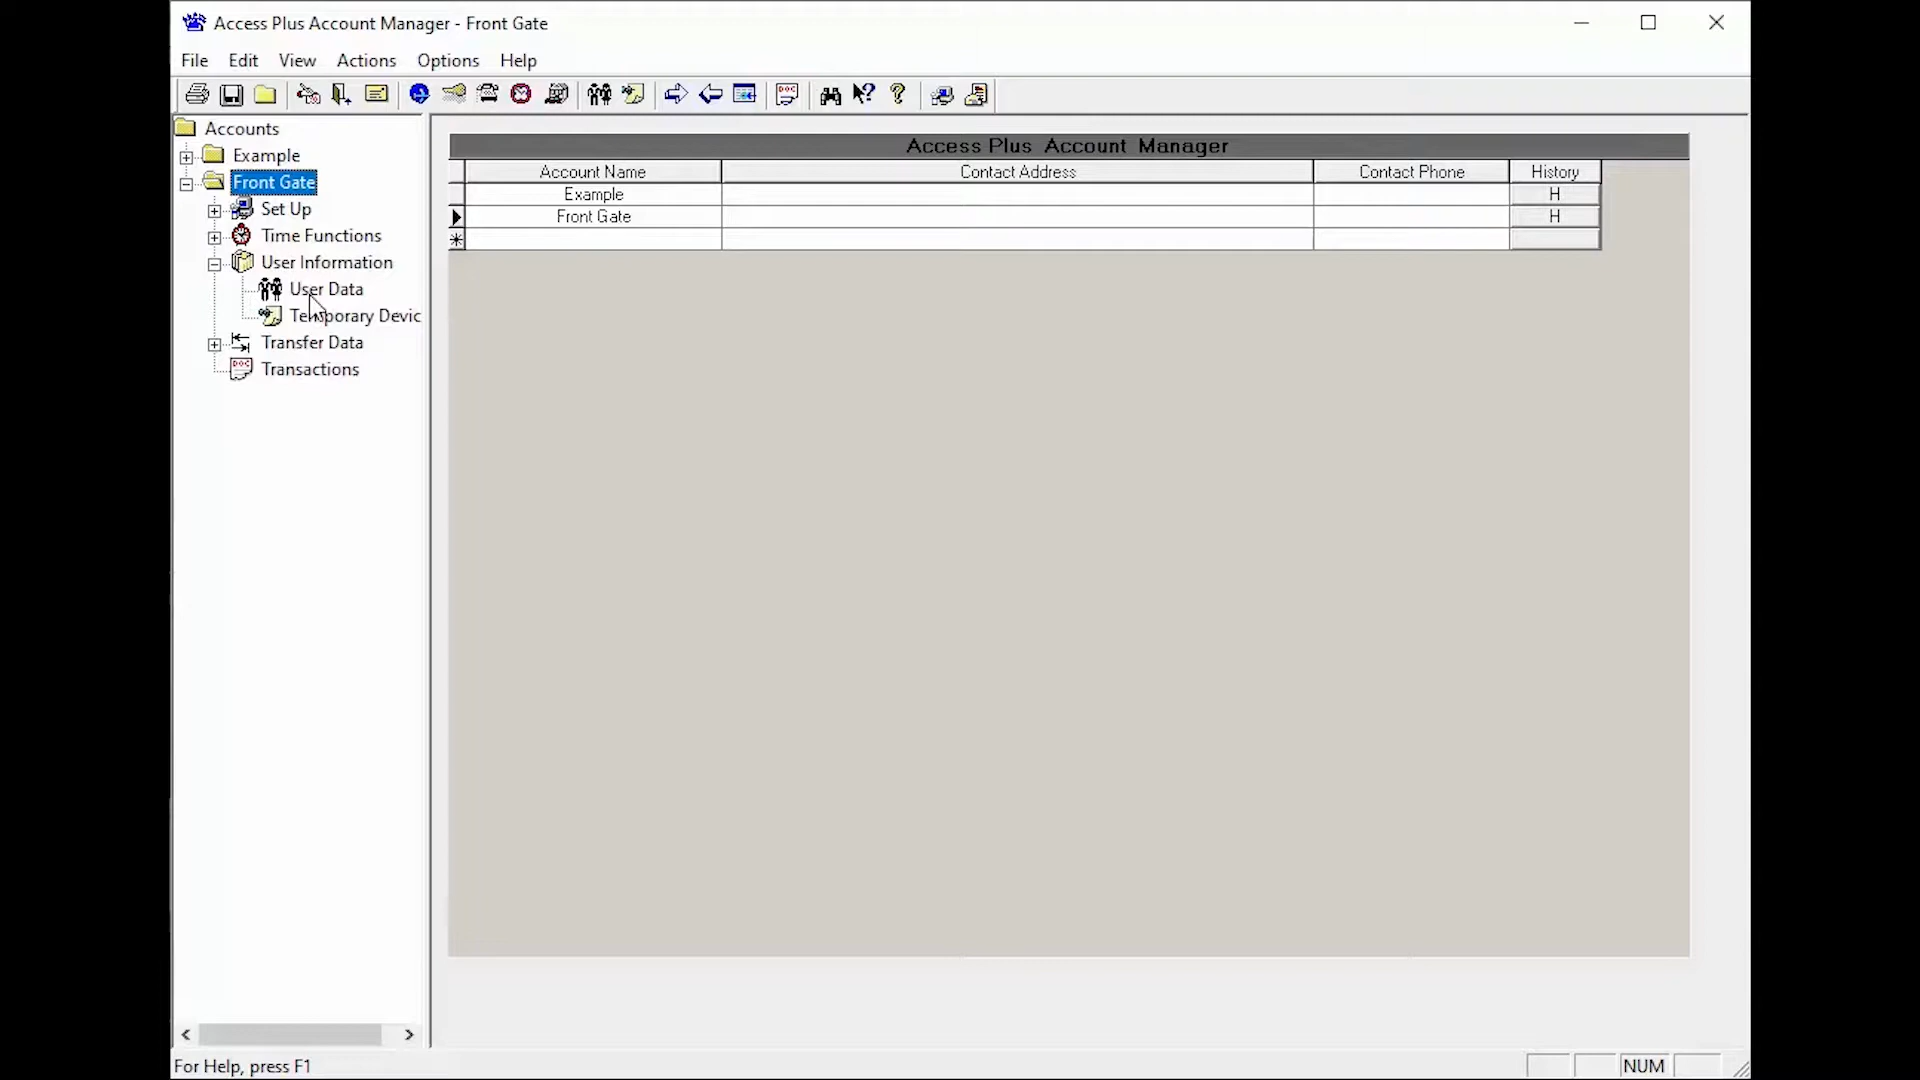 Access Plus Account Manager - Front Gate
File Edit View Actions Help
Accounts
Example
Front Gate
Set Up
Time Functions
User Information
User Data
Temporary Devic
Transfer Data
Transactions
Access Plus Account Manager
Account Name Contact Address Contact Phone History
Example H
Front Gate H
For Help, press F1 NUM